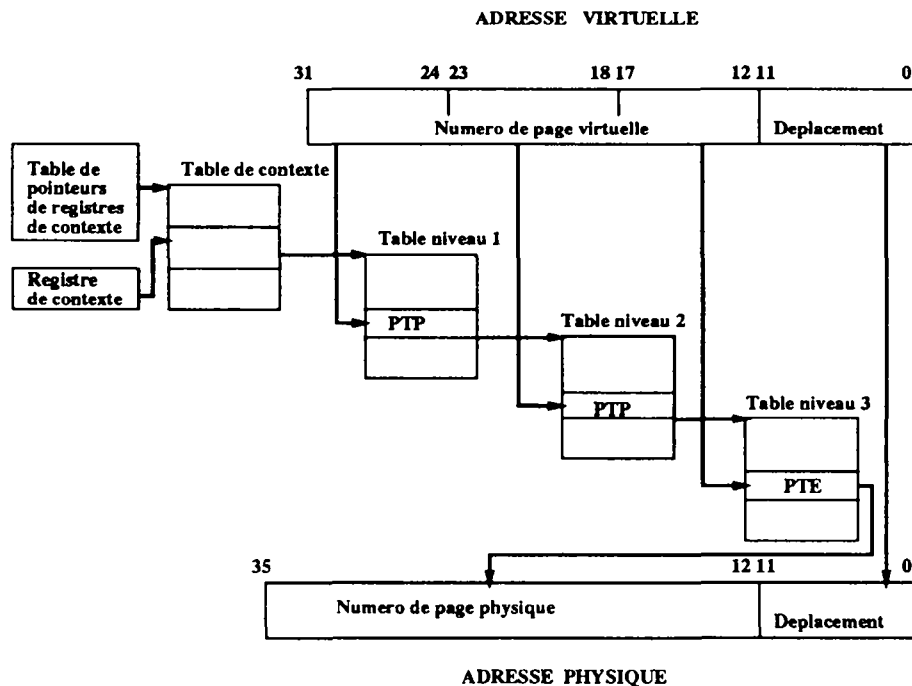 ADRESSE VIRTUELLE
31 24 23 18 17 12 11 0
Numero de page virtuelle Deplacement
Table de
pointeurs
de registres
de contexte
Table de contexte
Registre
de contexte
Table niveau 1
PTP
Table niveau 2
PTP
Table niveau 3
PTE
35 12 11 0
Numero de page physique Deplacement
ADRESSE PHYSIQUE